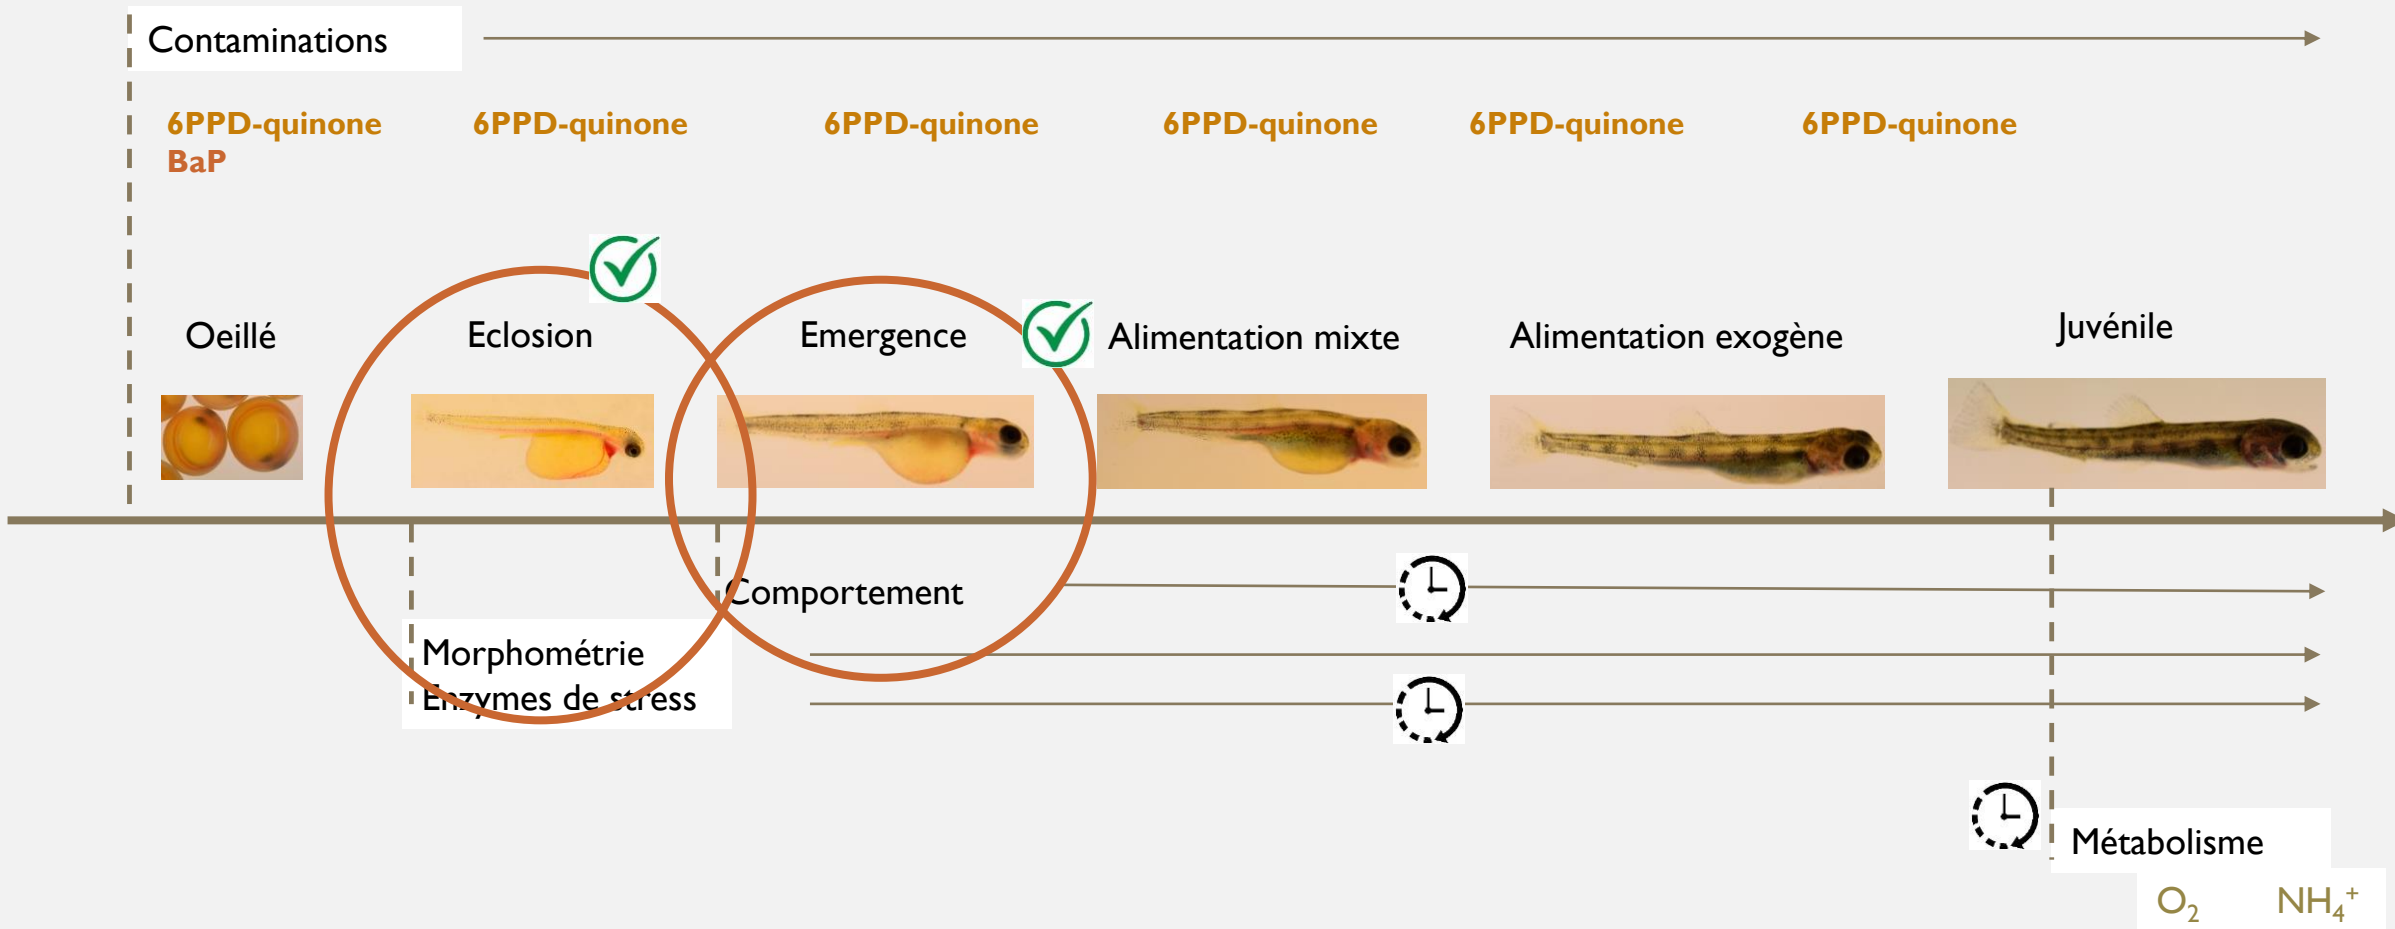 Contaminations
6PPD-quinone 6PPD-quinone 6PPD-quinone 6PPD-quinone 6PPD-quinone 6PPD-quinone
BaP
Oeillé Eclosion Emergence Alimentation mixte Alimentation exogène Juvénile
Comportement
Morphométrie
Enzymes de stress
Métabolisme
O₂ NH₄⁺